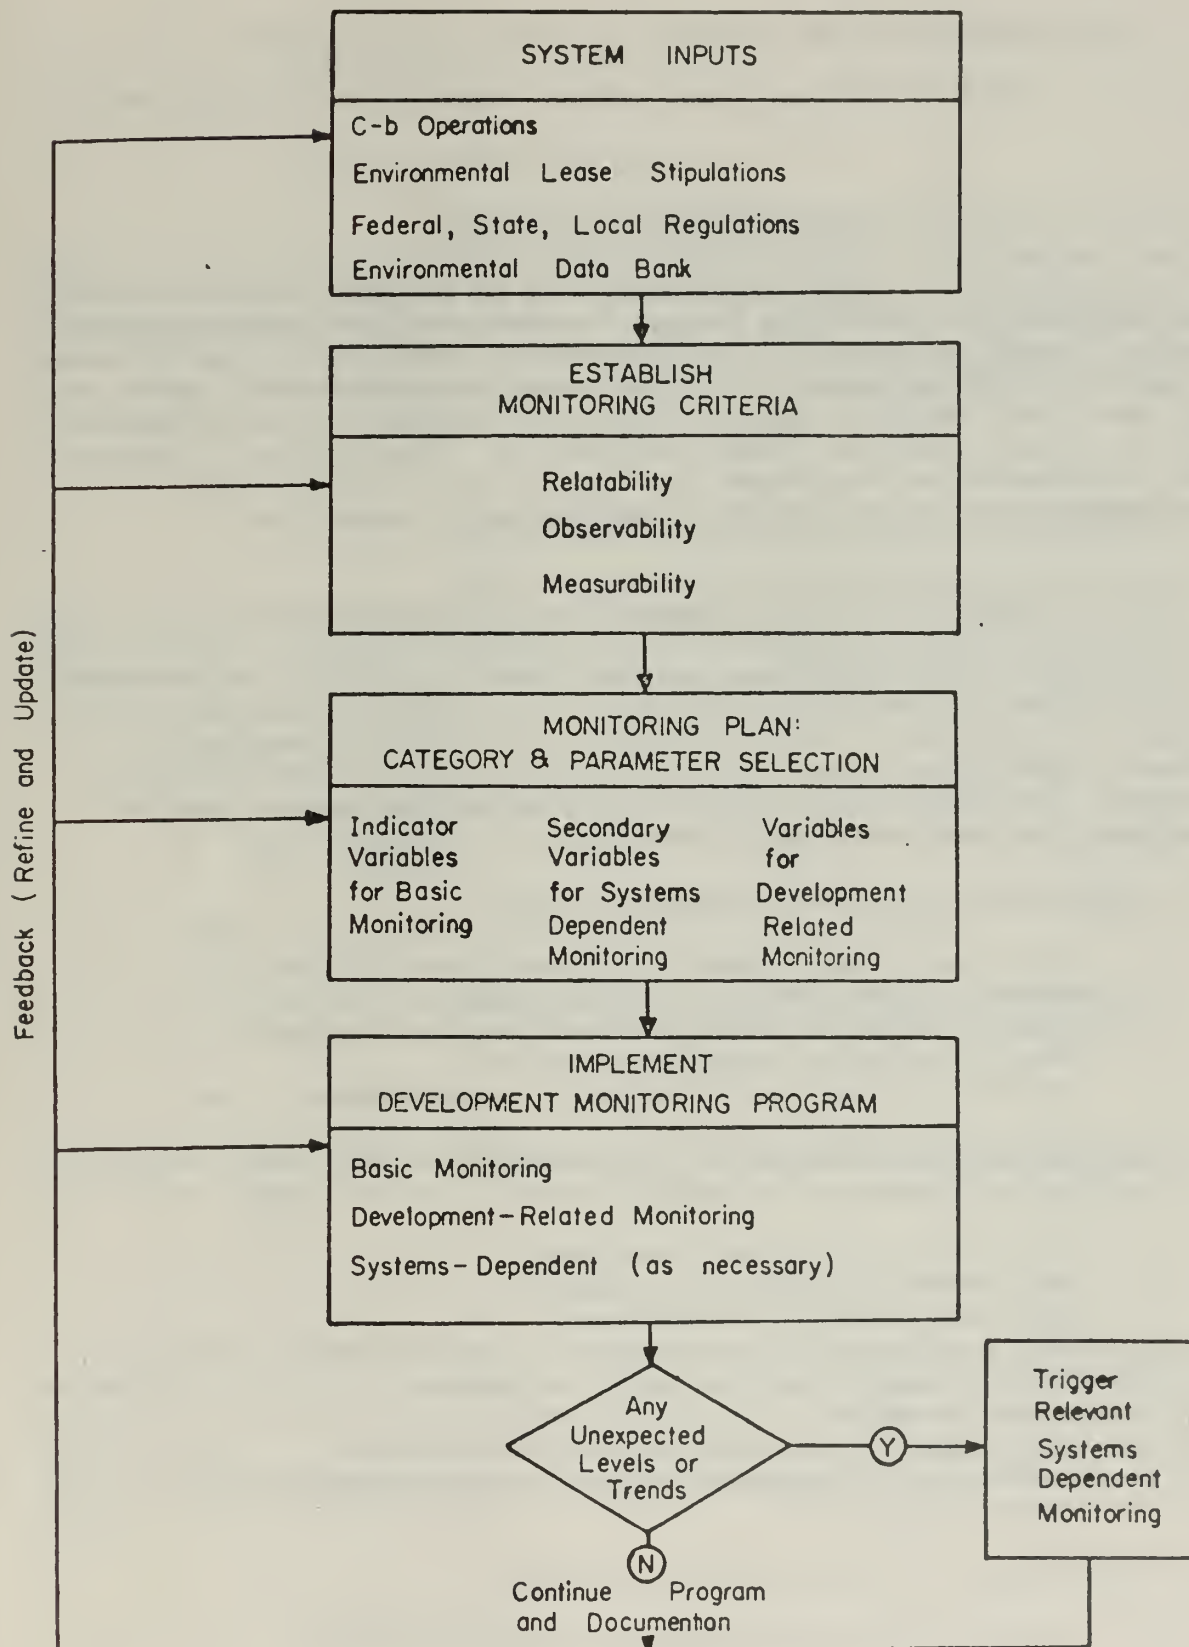 SYSTEM INPUTS
C-b Operations
Environmental Lease Stipulations
Federal, State, Local Regulations
Environmental Data Bank
ESTABLISH
MONITORING CRITERIA
Relatability
Observability
Measurability
Feedback (Refine and Update)
MONITORING PLAN:
CATEGORY & PARAMETER SELECTION
Indicator
Variables
for Basic
Monitoring
Secondary
Variables
for Systems
Dependent
Monitoring
Variables
for
Development
Related
Monitoring
IMPLEMENT
DEVELOPMENT MONITORING PROGRAM
Basic Monitoring
Development-Related Monitoring
Systems-Dependent (as necessary)
Any
Unexpected
Levels or
Trends
Y
Trigger
Relevant
Systems
Dependent
Monitoring
N
Continue Program
and Documention